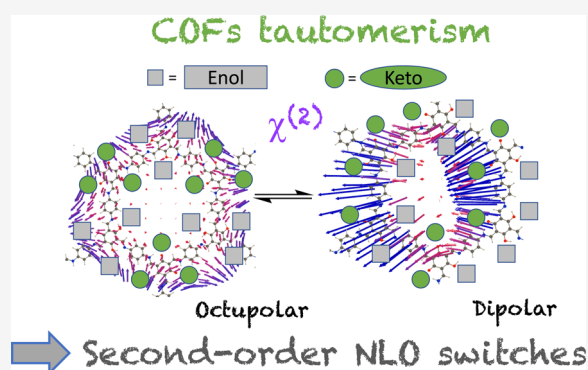 COFs tautomerism
= Enol = Keto
χ(2)
Octupolar Dipolar
Second-order NLO switches